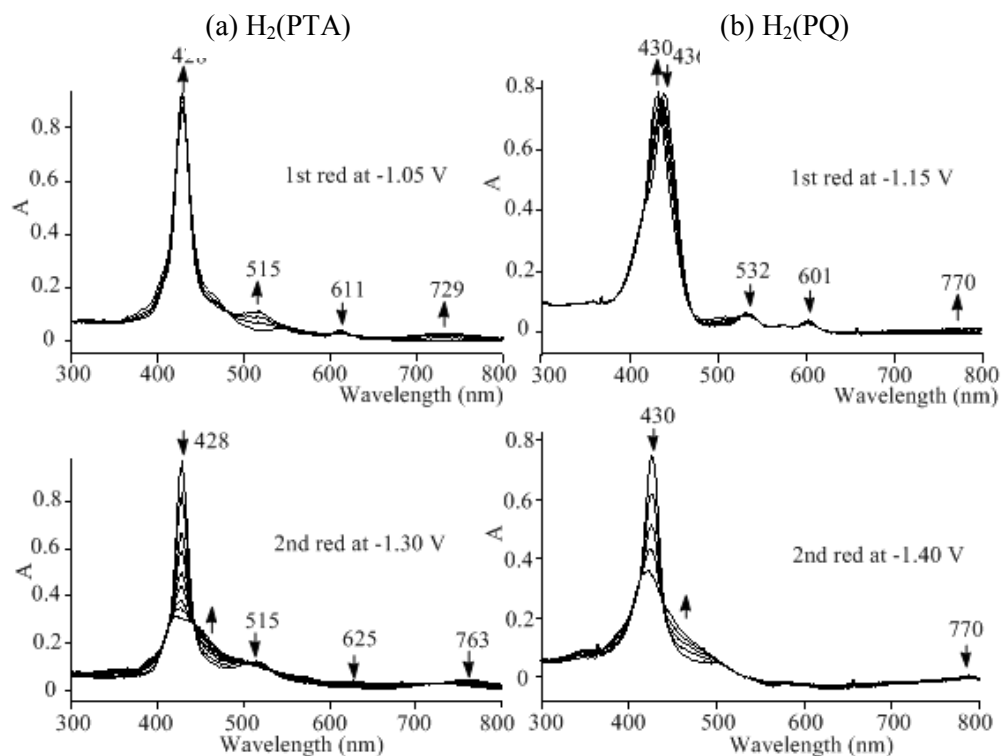 (a) H₂(PTA)
(b) H₂(PQ)
430
1st red at -1.05 V
1st red at -1.15 V
A
A
0.8
0.6
0.4
0.2
0
0.8
0.6
0.4
0.2
0
515
611
729
532
601
770
300 400 500 600 700 800
300 400 500 600 700 800
Wavelength (nm)
Wavelength (nm)
428
430
2nd red at -1.30 V
2nd red at -1.40 V
A
A
0.8
0.6
0.4
0.2
0
0.8
0.6
0.4
0.2
0
515
625
763
770
300 400 500 600 700 800
300 400 500 600 700 800
Wavelength (nm)
Wavelength (nm)